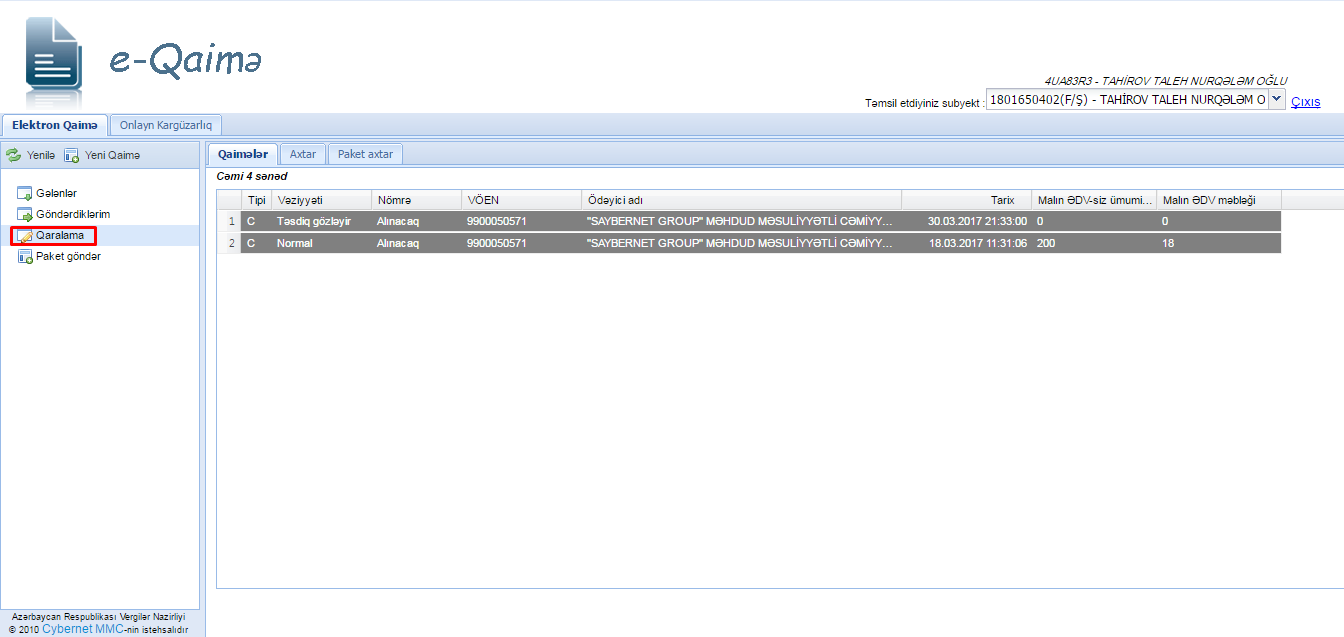 e-Qaimə
4UA83R3 - TAHİROV TALEH NURQƏLƏM OĞLU
Təmsil etdiyiniz subyekt : 1801650402(F/Ş) - TAHİROV TALEH NURQƏLƏM O Çıxıs
Elektron Qaimə Onlayn Kargüzarlıq
Yenilə Yeni Qaimə
Qaimələr Axtar Paket axtar
Cəmi 4 sənəd
Gələnlər
Göndərdiklərim
Qaralama
Paket göndər
Tipi Vəziyyəti Nömrə VÖEN Ödəyici adı Tarix Malın ƏDV-siz ümumi... Malın ƏDV məbləği
1 C Təsdiq gözləyir Alınacaq 9900050571 "SAYBERNET GROUP" MƏHDUD MƏSULİYYƏTLİ CƏMİYY... 30.03.2017 21:33:00 0 0
2 C Normal Alınacaq 9900050571 "SAYBERNET GROUP" MƏHDUD MƏSULİYYƏTLİ CƏMİYY... 18.03.2017 11:31:06 200 18
Azərbaycan Respublikası Vergilər Nazirliyi
© 2010 Cybernet MMC-nin istehsalıdır